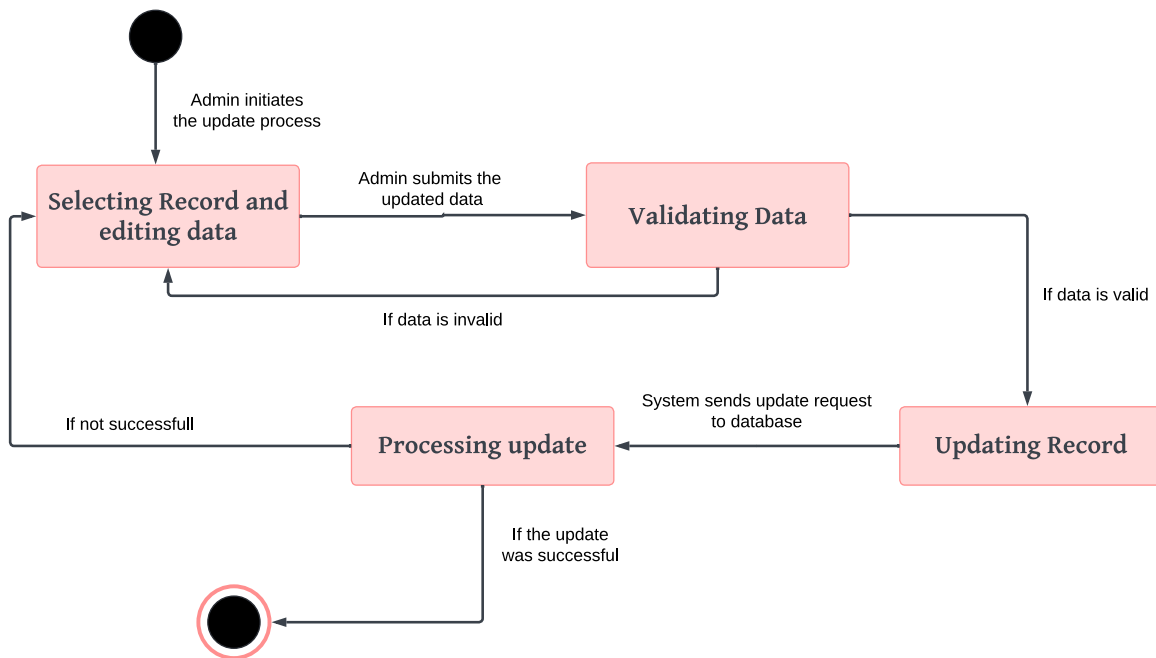 Admin initiates
the update process
Selecting Record and
editing data
Admin submits the
updated data
Validating Data
If data is invalid
If data is valid
System sends update request
to database
If not successfull
Processing update
Updating Record
If the update
was successful